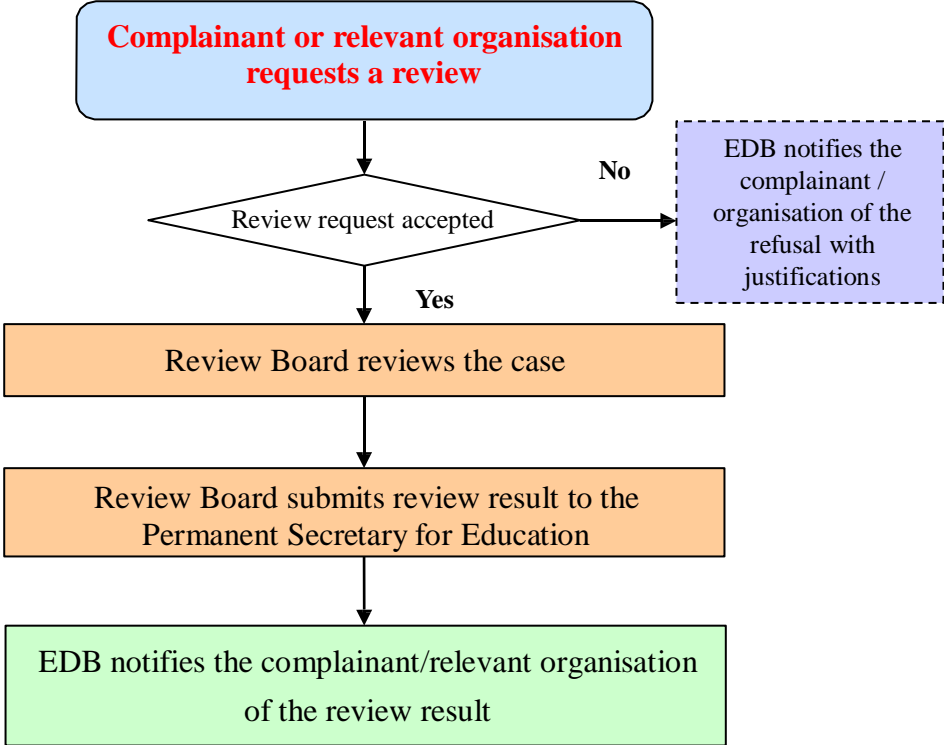 Complainant or relevant organisation
requests a review
No
EDB notifies the
complainant /
organisation of the
refusal with
justifications
Review request accepted
Yes
Review Board reviews the case
Review Board submits review result to the
Permanent Secretary for Education
EDB notifies the complainant/relevant organisation
of the review result